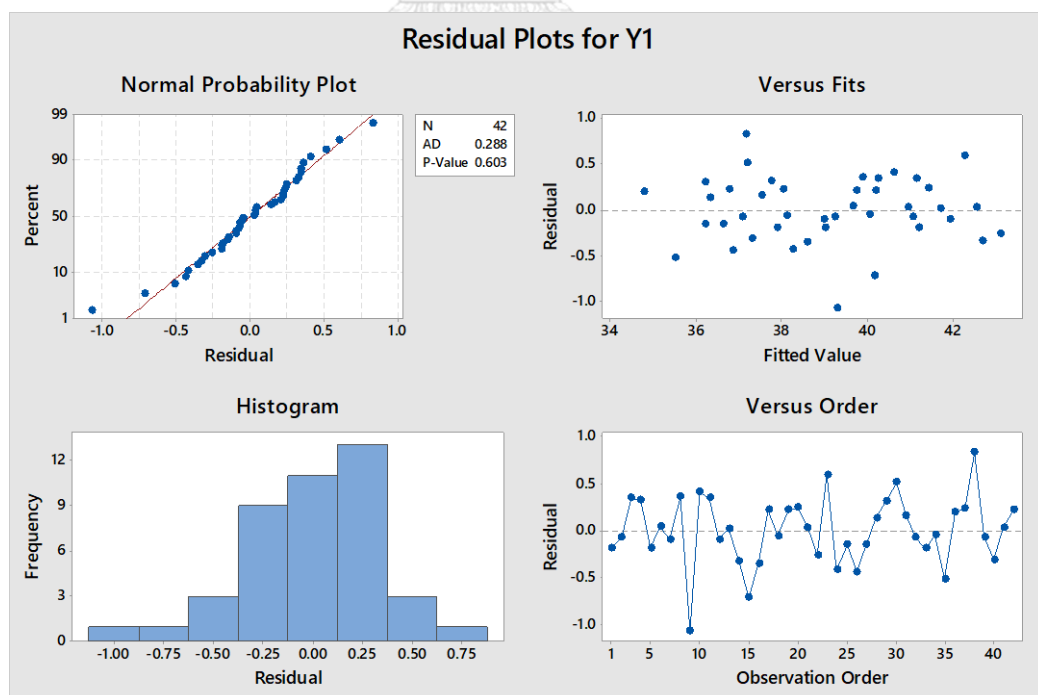 Residual Plots for Y1
Normal Probability Plot
99
90
50
10
1
Percent
-1.0 -0.5 0.0 0.5 1.0
Residual
N 42
AD 0.288
P-Value 0.603
Versus Fits
1.0
0.5
0.0
-0.5
-1.0
Residual
34 36 38 40 42
Fitted Value
Histogram
12
9
6
3
0
Frequency
-1.00 -0.75 -0.50 -0.25 0.00 0.25 0.50 0.75
Residual
Versus Order
1.0
0.5
0.0
-0.5
-1.0
Residual
1 5 10 15 20 25 30 35 40
Observation Order